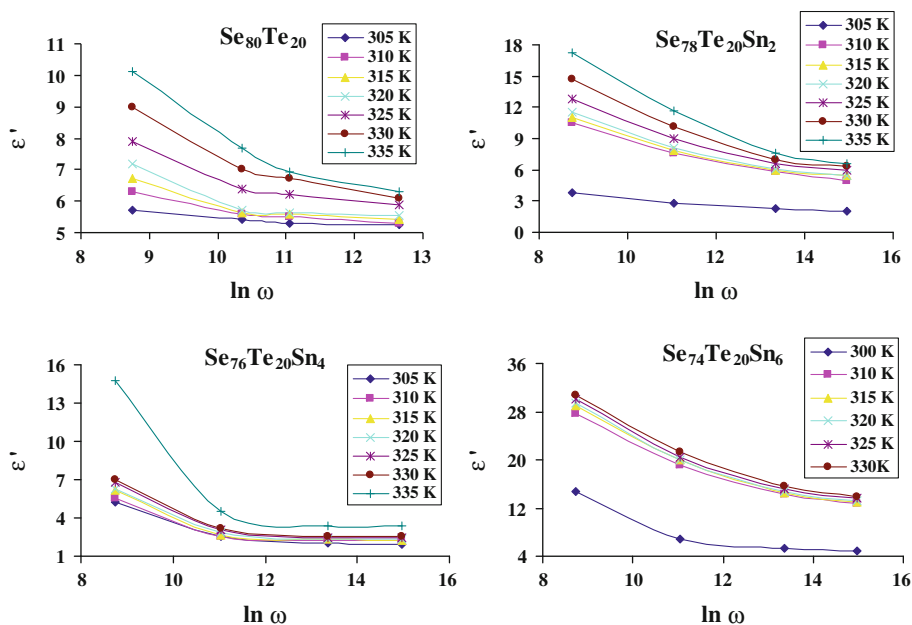 Se80Te20
305 K
310 K
315 K
320 K
325 K
330 K
335 K
11
10
9
8
7
6
5
ε'
8 9 10 11 12 13
ln ω
Se78Te20Sn2
305 K
310 K
315 K
320 K
325 K
330 K
335 K
18
15
12
9
6
3
0
ε'
8 10 12 14 16
ln ω
Se76Te20Sn4
305 K
310 K
315 K
320 K
325 K
330 K
335 K
16
13
10
7
4
1
ε'
8 10 12 14 16
ln ω
Se74Te20Sn6
300 K
310 K
315 K
320 K
325 K
330K
36
28
20
12
4
ε'
8 10 12 14 16
ln ω